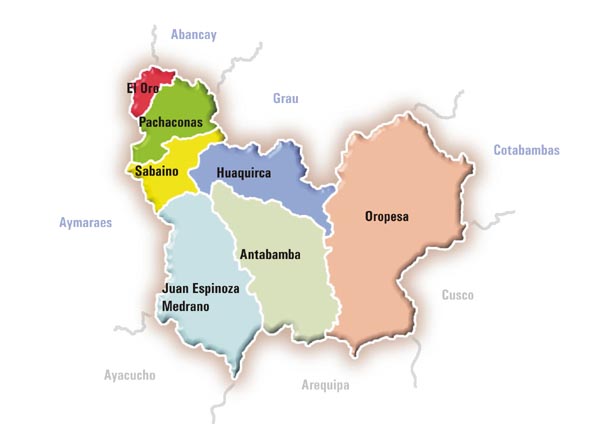 Abancay
El Oro
Grau
Pachaconas
Cotabambas
Sabaino
Huaquirca
Oropesa
Aymaraes
Antabamba
Juan Espinoza
Medrano
Cusco
Ayacucho
Arequipa